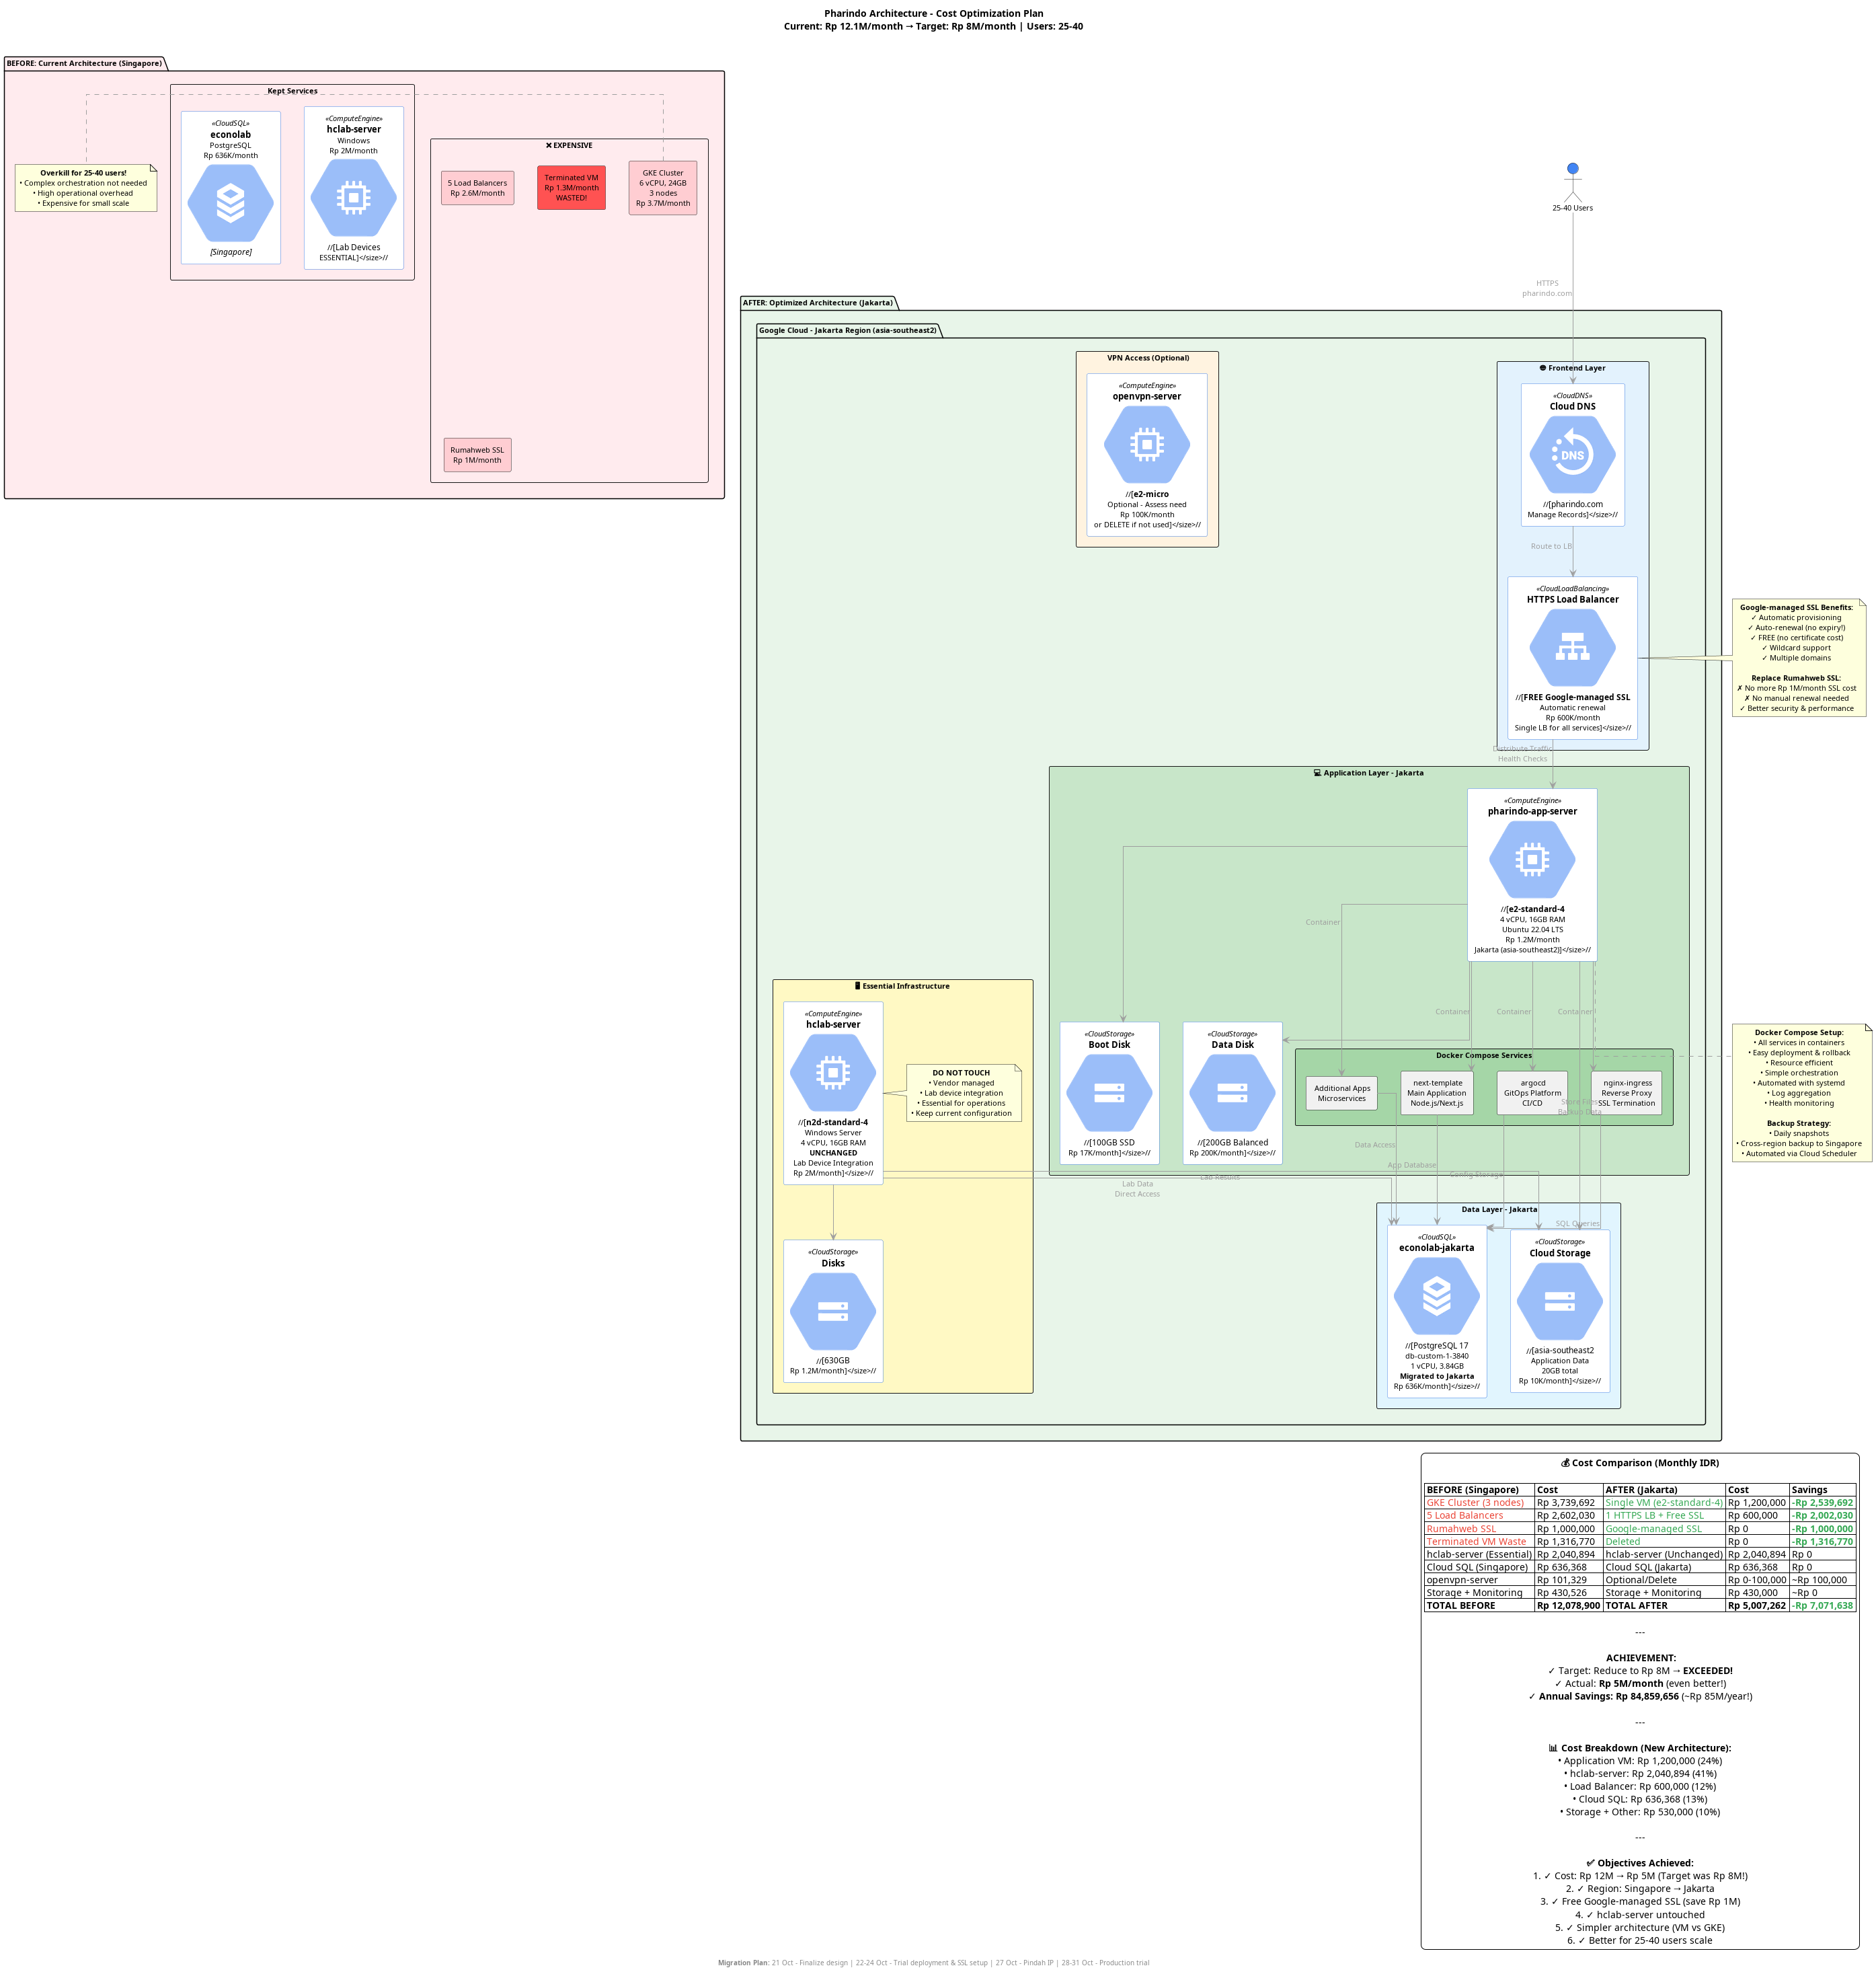 Pharindo Architecture - Cost Optimization Plan
Current: Rp 12.1M/month → Target: Rp 8M/month | Users: 25-40
BEFORE: Current Architecture (Singapore)
Overkill for 25-40 users!
• Complex orchestration not needed
• High operational overhead
• Expensive for small scale
Kept Services
«CloudSQL»
econolab
PostgreSQL
Rp 636K/month
[Singapore]
«ComputeEngine»
hclab-server
Windows
Rp 2M/month
//[Lab Devices
ESSENTIAL]</size>//
❌ EXPENSIVE
5 Load Balancers
Rp 2.6M/month
Terminated VM
Rp 1.3M/month
WASTED!
GKE Cluster
6 vCPU, 24GB
3 nodes
Rp 3.7M/month
Rumahweb SSL
Rp 1M/month
25-40 Users
HTTPS
pharindo.com
AFTER: Optimized Architecture (Jakarta)
Google Cloud - Jakarta Region (asia-southeast2)
VPN Access (Optional)
«ComputeEngine»
openvpn-server
//[e2-micro
Optional - Assess need
Rp 100K/month
or DELETE if not used]</size>//
🌐 Frontend Layer
«CloudDNS»
Cloud DNS
DNS
//[pharindo.com
Manage Records]</size>//
Route to LB
«CloudLoadBalancing»
HTTPS Load Balancer
//[FREE Google-managed SSL
Automatic renewal
Rp 600K/month
Single LB for all services]</size>//
Google-managed SSL Benefits:
✓ Automatic provisioning
✓ Auto-renewal (no expiry!)
✓ FREE (no certificate cost)
✓ Wildcard support
✓ Multiple domains
Replace Rumahweb SSL:
✗ No more Rp 1M/month SSL cost
✗ No manual renewal needed
✓ Better security & performance
Distribute Traffic
Health Checks
💻 Application Layer - Jakarta
«ComputeEngine»
pharindo-app-server
//[e2-standard-4
4 vCPU, 16GB RAM
Ubuntu 22.04 LTS
Rp 1.2M/month
Jakarta (asia-southeast2)]</size>//
Container
Container
Container
Container
«CloudStorage»
Boot Disk
//[100GB SSD
Rp 17K/month]</size>//
«CloudStorage»
Data Disk
//[200GB Balanced
Rp 200K/month]</size>//
Docker Compose Services
Additional Apps
Microservices
next-template
Main Application
Node.js/Next.js
argocd
GitOps Platform
CI/CD
nginx-ingress
Reverse Proxy
SSL Termination
Store Files
Backup Data
Docker Compose Setup:
• All services in containers
• Easy deployment & rollback
• Resource efficient
• Simple orchestration
• Automated with systemd
• Log aggregation
• Health monitoring
Backup Strategy:
• Daily snapshots
• Cross-region backup to Singapore
• Automated via Cloud Scheduler
🖥 Essential Infrastructure
«ComputeEngine»
hclab-server
//[n2d-standard-4
Windows Server
4 vCPU, 16GB RAM
UNCHANGED
Lab Device Integration
Rp 2M/month]</size>//
DO NOT TOUCH
• Vendor managed
• Lab device integration
• Essential for operations
• Keep current configuration
«CloudStorage»
Disks
//[630GB
Rp 1.2M/month]</size>//
Data Access
App Database
Config Storage
Lab Results
Lab Data
Direct Access
SQL Queries
Data Layer - Jakarta
«CloudSQL»
econolab-jakarta
//[PostgreSQL 17
db-custom-1-3840
1 vCPU, 3.84GB
Migrated to Jakarta
Rp 636K/month]</size>//
«CloudStorage»
Cloud Storage
//[asia-southeast2
Application Data
20GB total
Rp 10K/month]</size>//
💰 Cost Comparison (Monthly IDR)
BEFORE (Singapore) Cost AFTER (Jakarta) Cost Savings
GKE Cluster (3 nodes) Rp 3,739,692 Single VM (e2-standard-4) Rp 1,200,000 -Rp 2,539,692
5 Load Balancers Rp 2,602,030 1 HTTPS LB + Free SSL Rp 600,000 -Rp 2,002,030
Rumahweb SSL Rp 1,000,000 Google-managed SSL Rp 0 -Rp 1,000,000
Terminated VM Waste Rp 1,316,770 Deleted Rp 0 -Rp 1,316,770
hclab-server (Essential) Rp 2,040,894 hclab-server (Unchanged) Rp 2,040,894 Rp 0
Cloud SQL (Singapore) Rp 636,368 Cloud SQL (Jakarta) Rp 636,368 Rp 0
openvpn-server Rp 101,329 Optional/Delete Rp 0-100,000 ~Rp 100,000
Storage + Monitoring Rp 430,526 Storage + Monitoring Rp 430,000 ~Rp 0
TOTAL BEFORE Rp 12,078,900 TOTAL AFTER Rp 5,007,262 -Rp 7,071,638
---
ACHIEVEMENT:
✓ Target: Reduce to Rp 8M → EXCEEDED!
✓ Actual: Rp 5M/month (even better!)
✓ Annual Savings: Rp 84,859,656 (~Rp 85M/year!)
---
📊 Cost Breakdown (New Architecture):
• Application VM: Rp 1,200,000 (24%)
• hclab-server: Rp 2,040,894 (41%)
• Load Balancer: Rp 600,000 (12%)
• Cloud SQL: Rp 636,368 (13%)
• Storage + Other: Rp 530,000 (10%)
---
✅ Objectives Achieved:
1. ✓ Cost: Rp 12M → Rp 5M (Target was Rp 8M!)
2. ✓ Region: Singapore → Jakarta
3. ✓ Free Google-managed SSL (save Rp 1M)
4. ✓ hclab-server untouched
5. ✓ Simpler architecture (VM vs GKE)
6. ✓ Better for 25-40 users scale
Migration Plan: 21 Oct - Finalize design | 22-24 Oct - Trial deployment & SSL setup | 27 Oct - Pindah IP | 28-31 Oct - Production trial